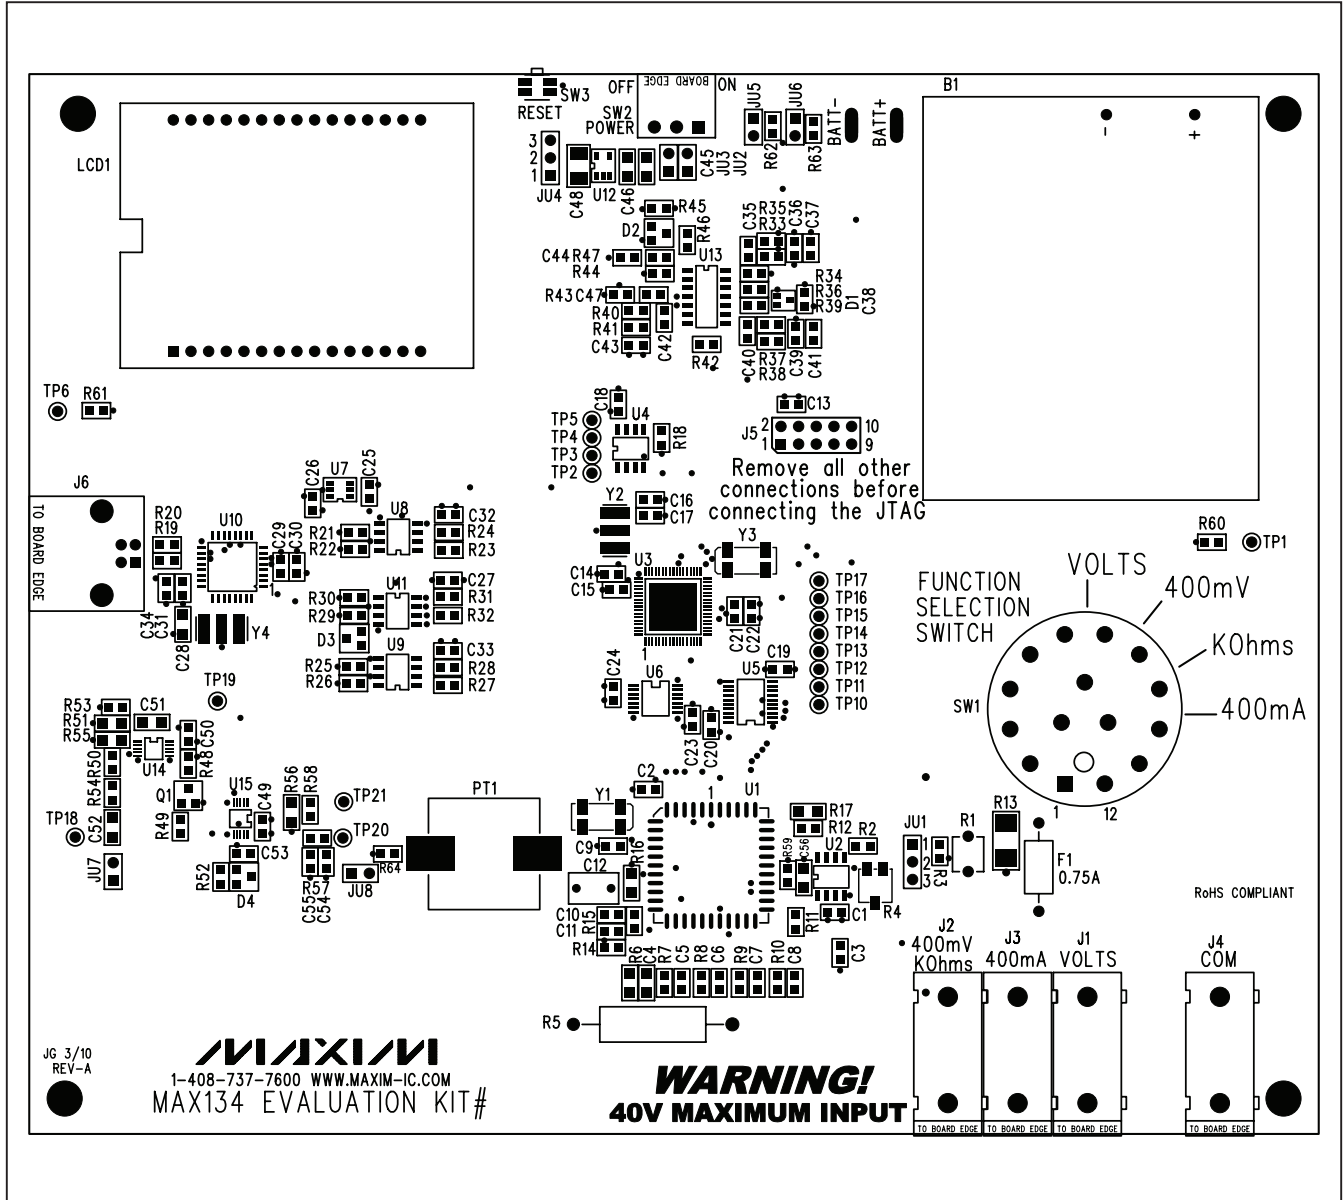 SW3
RESET
OFF
BOARD EDGE
ON
SW2
POWER
JU5
JU6
R62
R63
BATT-
BATT+
B1
-
+
LCD1
3
2
1
JU4
C48
U12
C46
C45
JU3
JU2
R45
D2
R46
C44
R47
R44
U13
C35
R35
R33
C36
C37
R34
R36
R39
D1
C38
R43
C47
R40
R41
C43
C42
R42
C40
R37
R38
C39
C41
TP6
R61
C18
U4
R18
TP5
TP4
TP3
TP2
C13
J5
2
1
10
9
Remove all other
connections before
connecting the JTAG
J6
TO BOARD EDGE
R20
R19
U10
C29
C30
1
C34
C31
C28
Y4
C26
U7
C25
R21
R22
U8
C32
R24
R23
R30
R29
U11
C27
R31
R32
D3
U9
C33
R28
R27
R25
R26
Y2
C16
C17
C14
C15
U3
1
Y3
C21
C22
C19
C24
U6
U5
C23
C20
TP17
TP16
TP15
TP14
TP13
TP12
TP11
TP10
R60
TP1
FUNCTION
SELECTION
SWITCH
VOLTS
400mV
KOhms
400mA
SW1
1
12
TP19
R53
R51
R55
C51
C50
R50
U14
R48
R54
Q1
C52
R49
TP18
JU7
U15
C49
R56
R58
TP21
TP20
C53
R52
D4
R57
C55
C54
JU8
R64
PT1
C2
Y1
C9
C12
R16
C10
C11
R15
R14
1
U1
R17
R12
U2
R2
R59
C56
R4
C1
R11
C3
JU1
1
2
3
R3
R1
R13
F1
0.75A
RoHS COMPLIANT
R6
C4
R7
C5
R8
C6
R9
C7
R10
C8
R5
J2
400mV
KOhms
J3
400mA
J1
VOLTS
J4
COM
TO BOARD EDGE
TO BOARD EDGE
TO BOARD EDGE
TO BOARD EDGE
JG 3/10
REV-A
MAXIM
1-408-737-7600 WWW.MAXIM-IC.COM
MAX134 EVALUATION KIT#
WARNING!
40V MAXIMUM INPUT